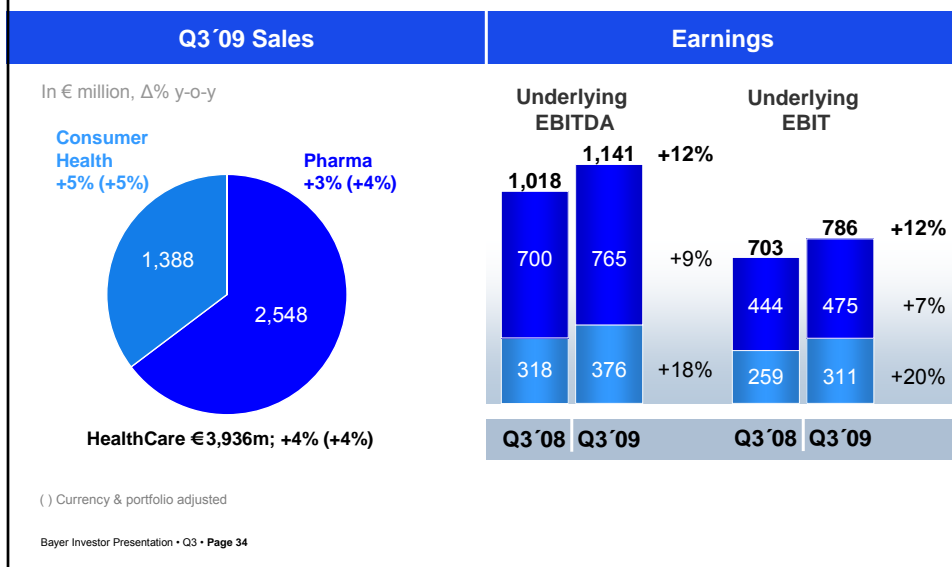 Q3´09 Sales
Earnings
In € million, Δ% y-o-y
Consumer
Health
+5% (+5%)
Pharma
+3% (+4%)
1,388
2,548
HealthCare €3,936m; +4% (+4%)
Underlying
EBITDA
1,018
1,141
+12%
700
765
+9%
318
376
+18%
Q3´08
Q3´09
Underlying
EBIT
703
786
+12%
444
475
+7%
259
311
+20%
Q3´08
Q3´09
( ) Currency & portfolio adjusted
Bayer Investor Presentation • Q3 • Page 34